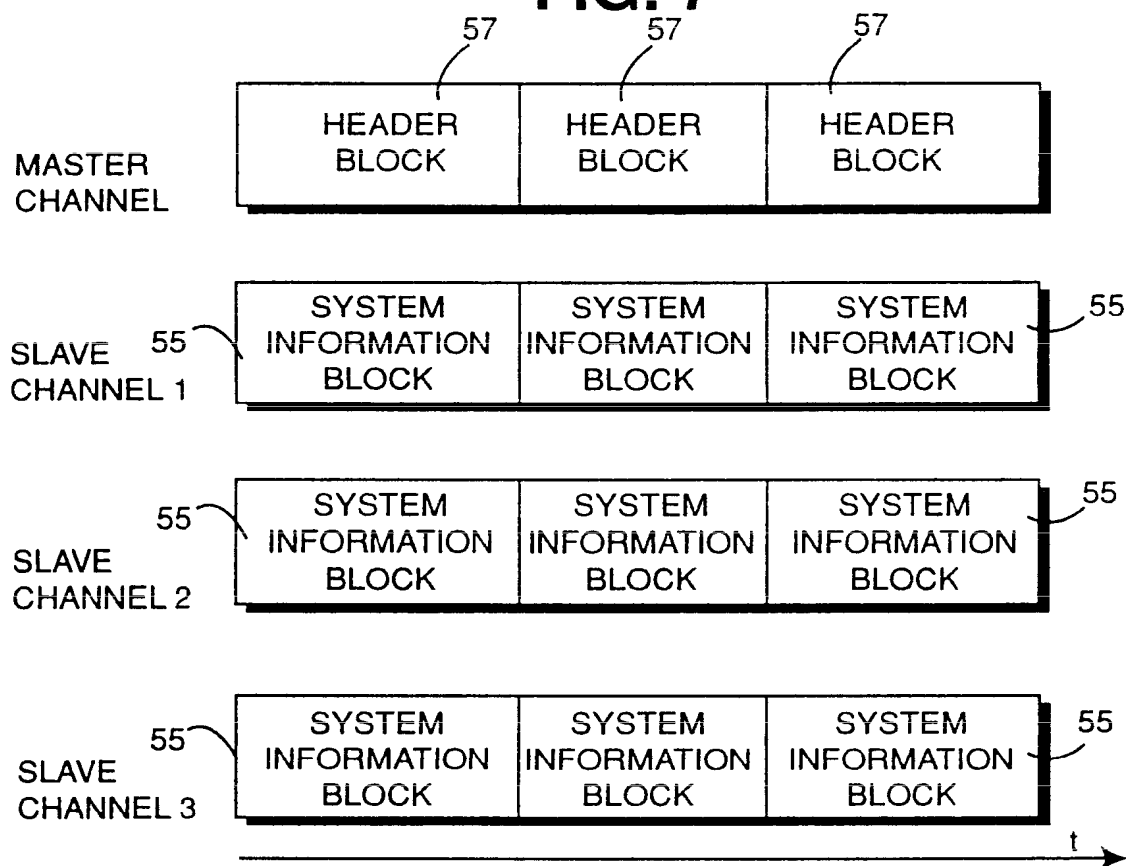 FIG. 7
57 57 57
HEADER BLOCK HEADER BLOCK HEADER BLOCK
MASTER CHANNEL
SYSTEM INFORMATION BLOCK SYSTEM INFORMATION BLOCK SYSTEM INFORMATION BLOCK
55 55
SLAVE CHANNEL 1
SYSTEM INFORMATION BLOCK SYSTEM INFORMATION BLOCK SYSTEM INFORMATION BLOCK
55 55
SLAVE CHANNEL 2
SYSTEM INFORMATION BLOCK SYSTEM INFORMATION BLOCK SYSTEM INFORMATION BLOCK
55 55
SLAVE CHANNEL 3
t